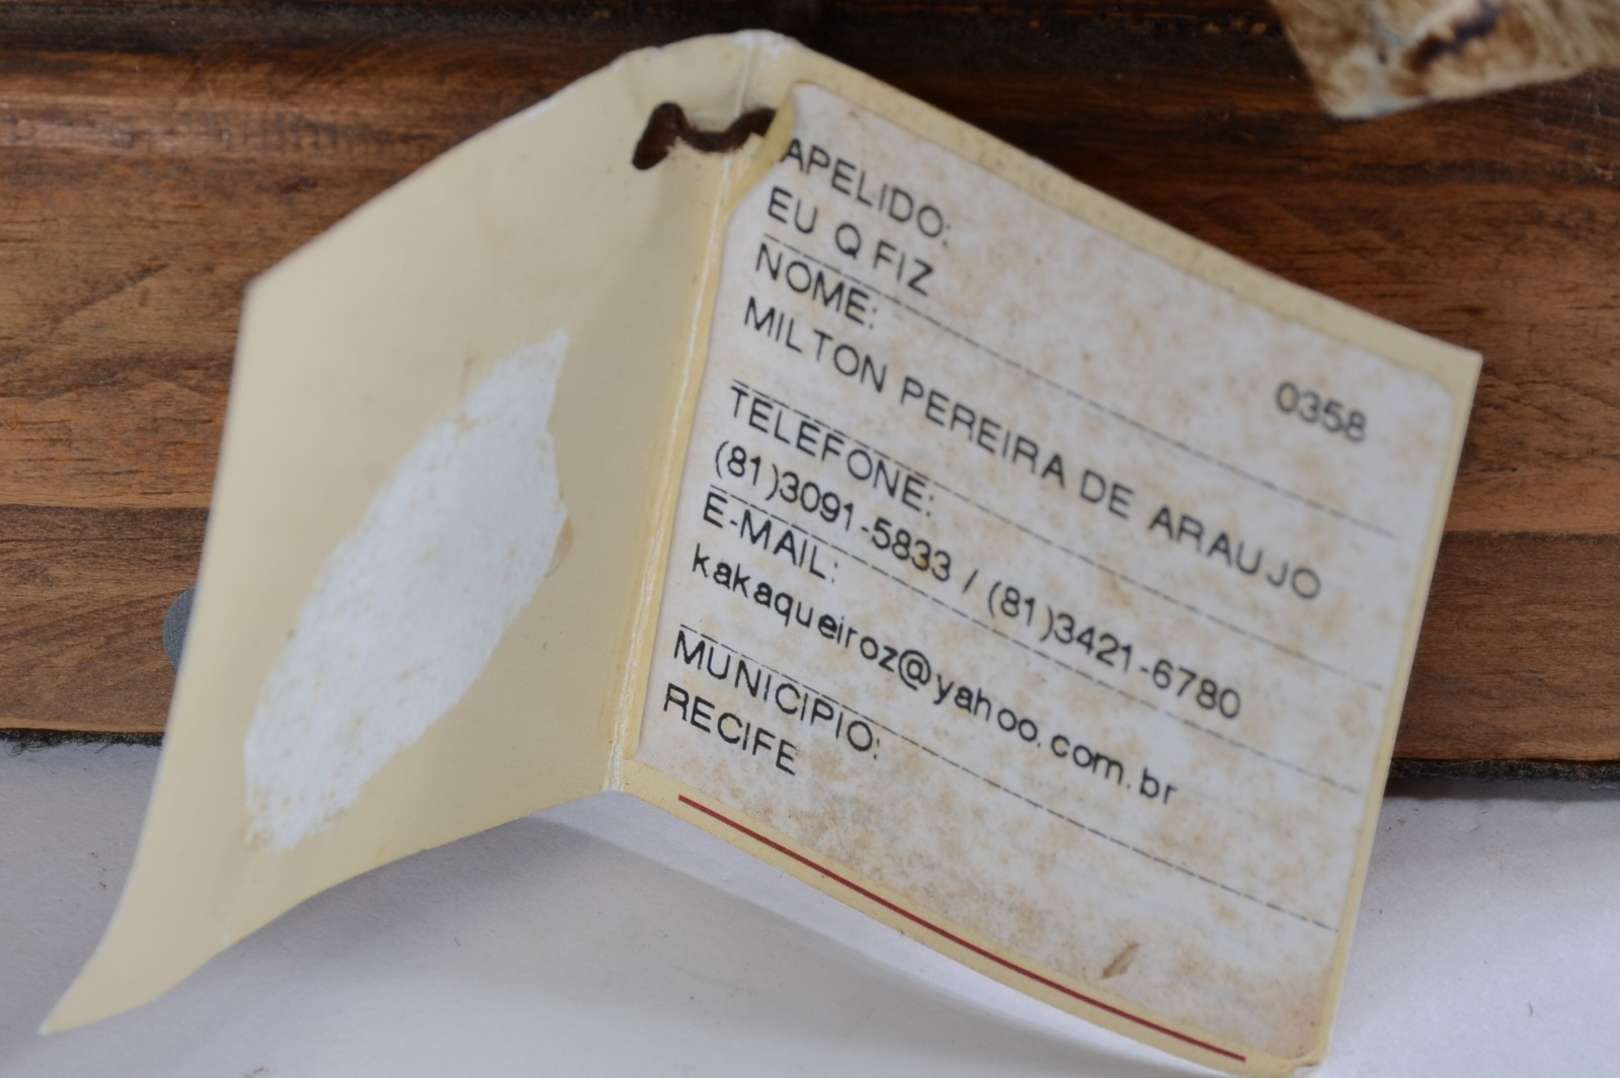 APELIDO:
EU Q FIZ
0358
NOME:
MILTON PEREIRA DE ARAUJO
TELEFONE:
(81)3091-5833 / (81)3421-6780
E-MAIL:
kakaqueiroz@yahoo.com.br
MUNICIPIO:
RECIFE